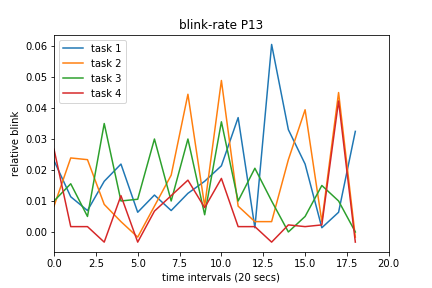 blink-rate P13
relative blink
0.06
0.05
0.04
0.03
0.02
0.01
0.00
task 1
task 2
task 3
task 4
0.0 2.5 5.0 7.5 10.0 12.5 15.0 17.5 20.0
time intervals (20 secs)